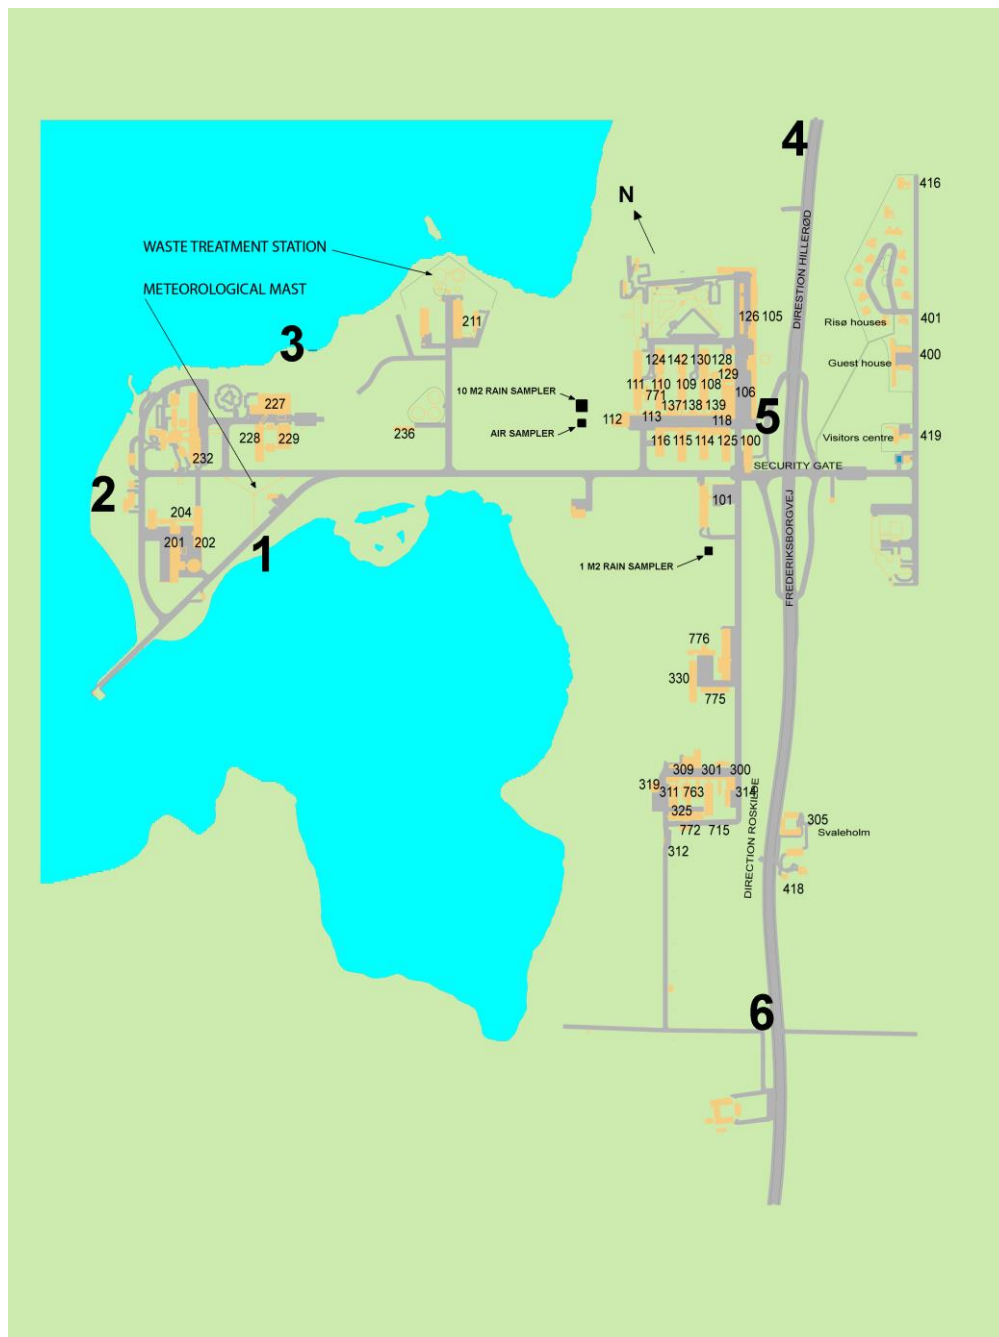 4
416
N
WASTE TREATMENT STATION
METEOROLOGICAL MAST
DIRESTION HILLERØD
211
126 105
Risø houses
401
3
124 142 130 128
400
Guest house
129
111 110 109 108
106
771
10 M2 RAIN SAMPLER
227
137 138 139
5
112
113
118
AIR SAMPLER
236
228 229
116 115 114 125 100
Visitors centre
419
232
SECURITY GATE
2
101
204
201 202
1
1 M2 RAIN SAMPLER
FREDERIKSBORGVEJ
776
330
775
309 301 300
319
311 763
314
325
772 715
312
DIRECTION ROSKILDE
305
Svaleholm
418
6